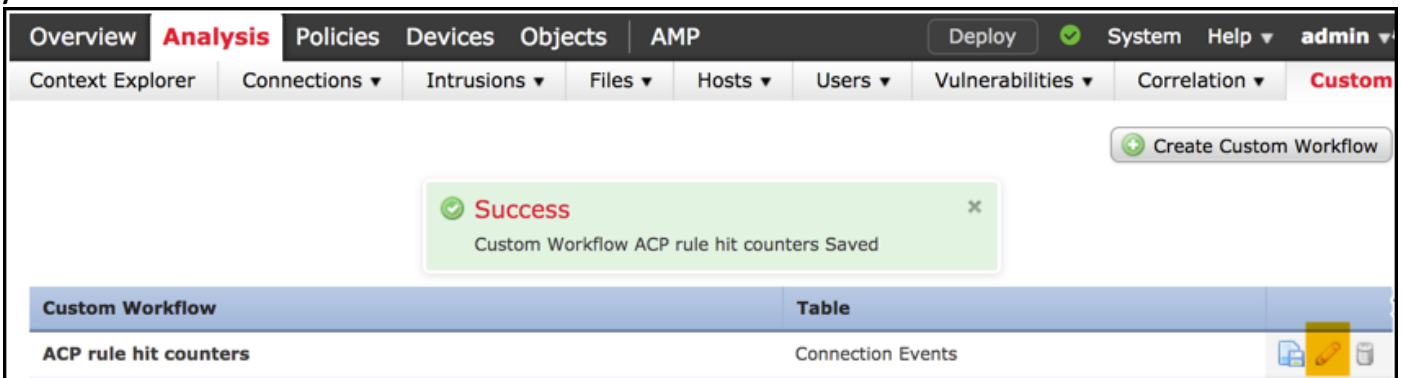 Overview Analysis Policies Devices Objects AMP Deploy System Help admin
Context Explorer Connections Intrusions Files Hosts Users Vulnerabilities Correlation Custom
Create Custom Workflow
Success
Custom Workflow ACP rule hit counters Saved
Custom Workflow Table
ACP rule hit counters Connection Events